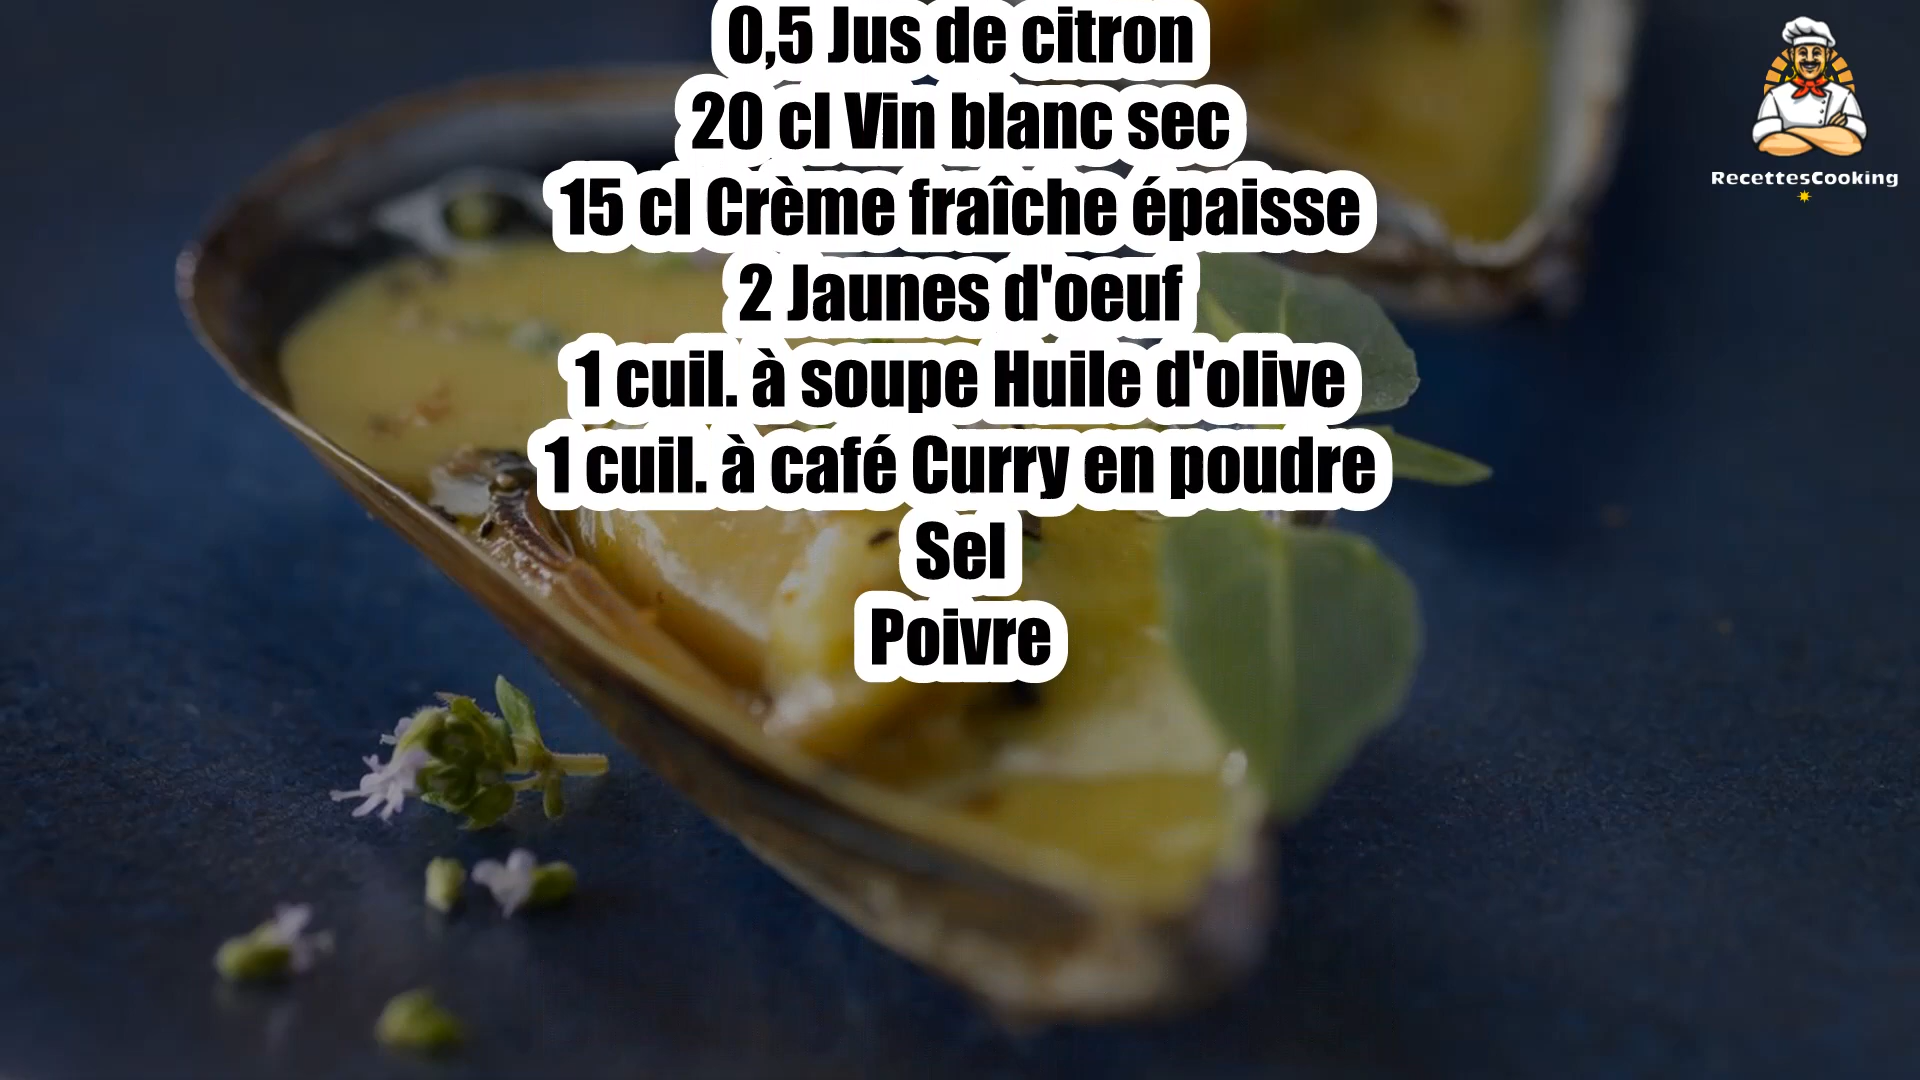 0,5 Jus de citron
20 cl Vin blanc sec
15 cl Crème fraîche épaisse
2 Jaunes d'oeuf
1 cuil. à soupe Huile d'olive
1 cuil. à café Curry en poudre
Sel
Poivre
RecettesCooking